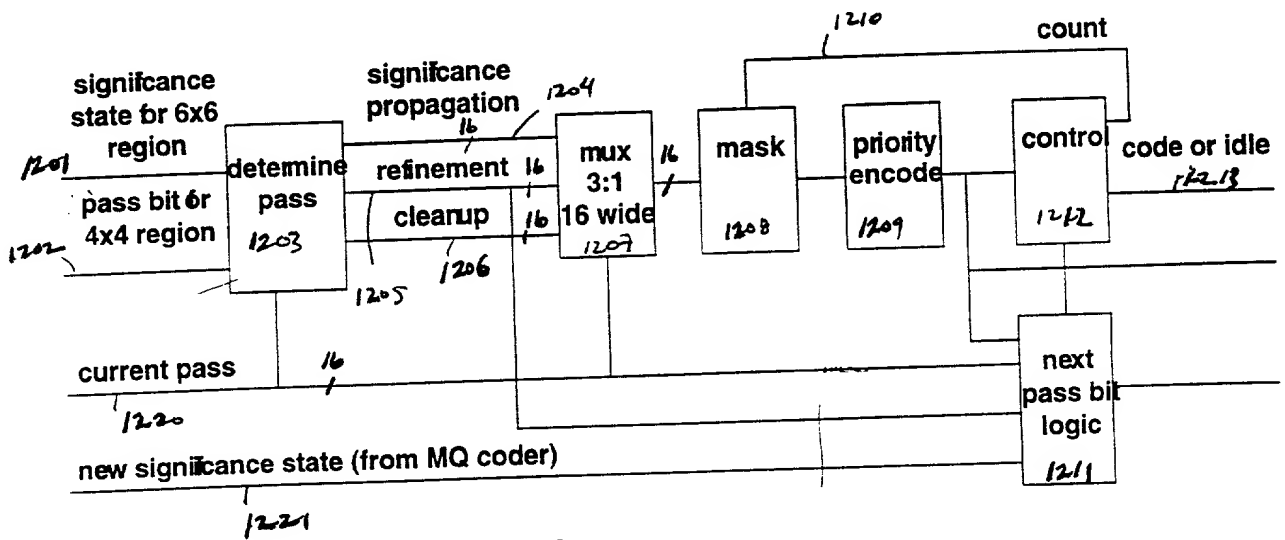 1210
count
signifcance
state for 6x6
region
1201
pass bit for
4x4 region
1202
determine
pass
1203
signifcance
propagation
1204
16
refinement
16
cleanup
16
1205
1206
mux
3:1
16 wide
1207
16
mask
1208
priority
encode
1209
control
1212
code or idle
1213
current pass
16
1220
next
pass bit
logic
1211
new significance state (from MQ coder)
1221